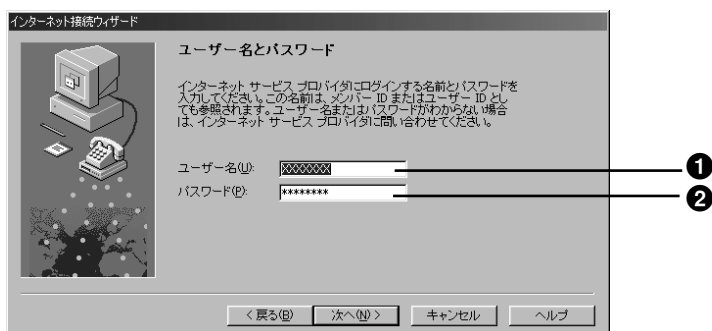 インターネット接続ウィザード
ユーザー名とパスワード
インターネット サービス プロバイダにログインする名前とパスワードを
入力してください。この名前は、メンバー ID またはユーザー ID とし
ても参照されます。ユーザー名またはパスワードがわからない場合
は、インターネット サービス プロバイダに問い合わせてください。
ユーザー名(U): XXXXXXX ❶
パスワード(P): ******** ❷
< 戻る(B) 次へ(N) > キャンセル ヘルプ